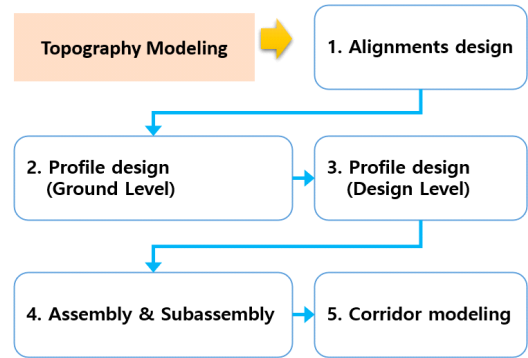 Topography Modeling
1. Alignments design
2. Profile design
(Ground Level)
3. Profile design
(Design Level)
4. Assembly & Subassembly
5. Corridor modeling